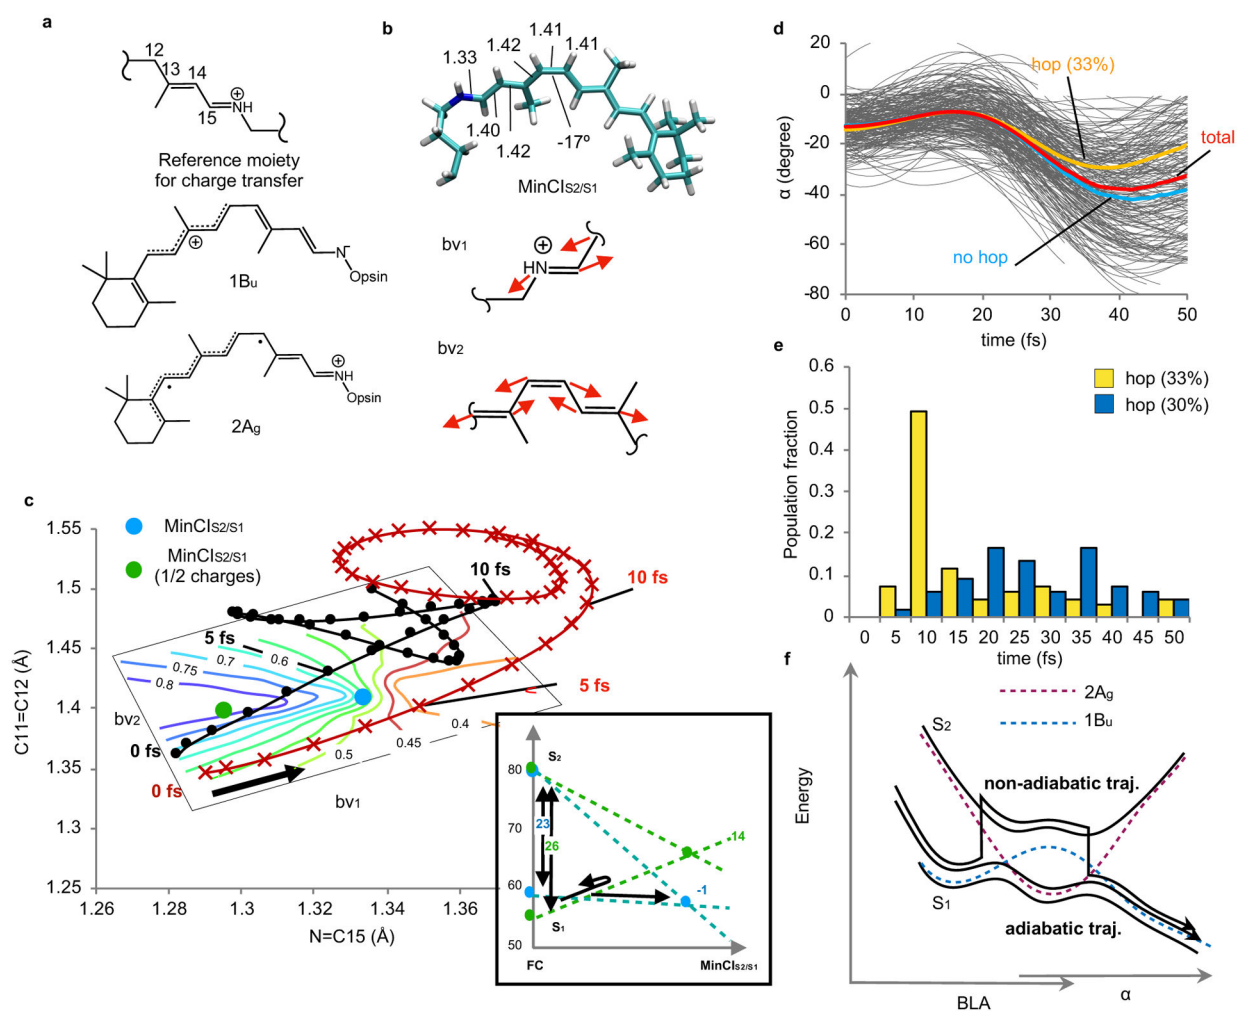 a
12
13
14
15
⊕
NH
Reference moiety
for charge transfer
⊕
N⁻
Opsin
1Bu
⊕
NH
Opsin
2Ag
b
1.33
1.42
1.41
1.41
1.40
1.42
-17º
MinCIS2/S1
bv1
⊕
HN
bv2
c
MinCIS2/S1
MinCIS2/S1
(1/2 charges)
1.55
1.5
1.45
1.4
1.35
1.3
1.25
C11=C12 (Å)
1.26
1.28
1.3
1.32
1.34
1.36
N=C15 (Å)
10 fs
10 fs
5 fs
5 fs
0 fs
0 fs
0.8
0.75
0.7
0.6
0.5
0.45
0.4
bv2
bv1
80
70
60
50
S2
S1
23
26
14
-1
FC
MinCIS2/S1
d
20
0
-20
-40
-60
-80
α (degree)
hop (33%)
total
no hop
0
10
20
30
40
50
time (fs)
e
0.6
0.5
0.4
0.3
0.2
0.1
0
Population fraction
hop (33%)
hop (30%)
0
5
10
15
20
25
30
35
40
45
50
time (fs)
f
2Ag
1Bu
Energy
S2
S1
non-adiabatic traj.
adiabatic traj.
BLA
α